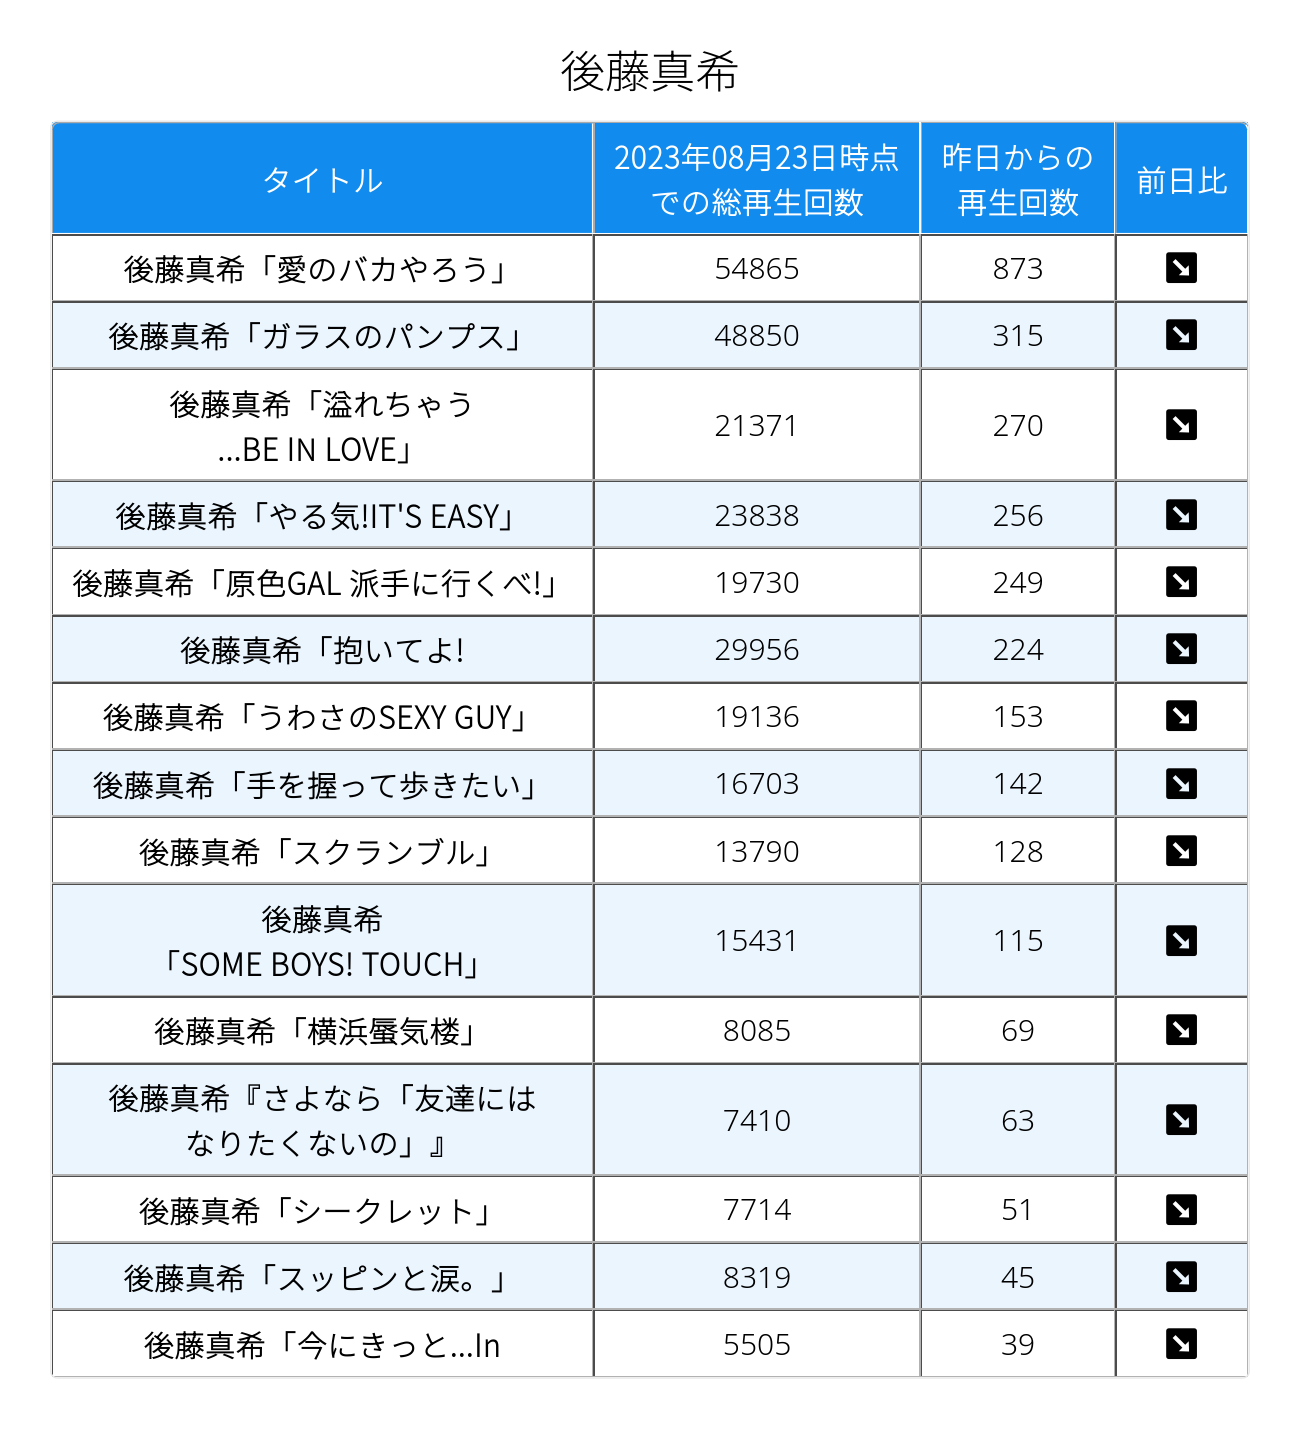 後藤真希
タイトル
2023年08月23日時点
での総再生回数
昨日からの
再生回数
前日比
後藤真希「愛のバカやろう」 54865 873
後藤真希「ガラスのパンプス」 48850 315
後藤真希「溢れちゃう
...BE IN LOVE」 21371 270
後藤真希「やる気!IT'S EASY」 23838 256
後藤真希「原色GAL 派手に行くべ!」 19730 249
後藤真希「抱いてよ! 29956 224
後藤真希「うわさのSEXY GUY」 19136 153
後藤真希「手を握って歩きたい」 16703 142
後藤真希「スクランブル」 13790 128
後藤真希
「SOME BOYS! TOUCH」 15431 115
後藤真希「横浜蜃気楼」 8085 69
後藤真希『さよなら「友達には
なりたくないの」』 7410 63
後藤真希「シークレット」 7714 51
後藤真希「スッピンと涙。」 8319 45
後藤真希「今にきっと...In 5505 39